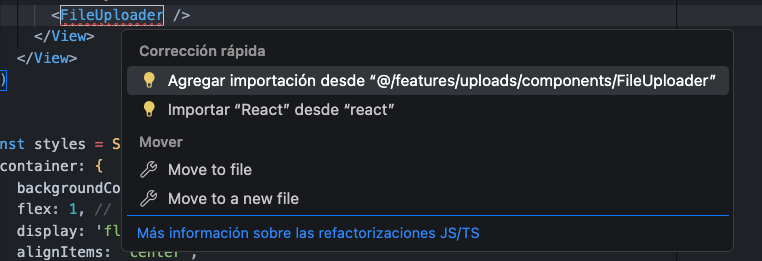 <FileUploader />
</View>
</View>
)
Corrección rápida
Agregar importación desde “@/features/uploads/components/FileUploader”
Importar “React” desde “react”
Mover
Move to file
Move to a new file
Más información sobre las refactorizaciones JS/TS
nst styles = S
container: {
backgroundCo
flex: 1, //
display: 'fl
alignItems: 'center',